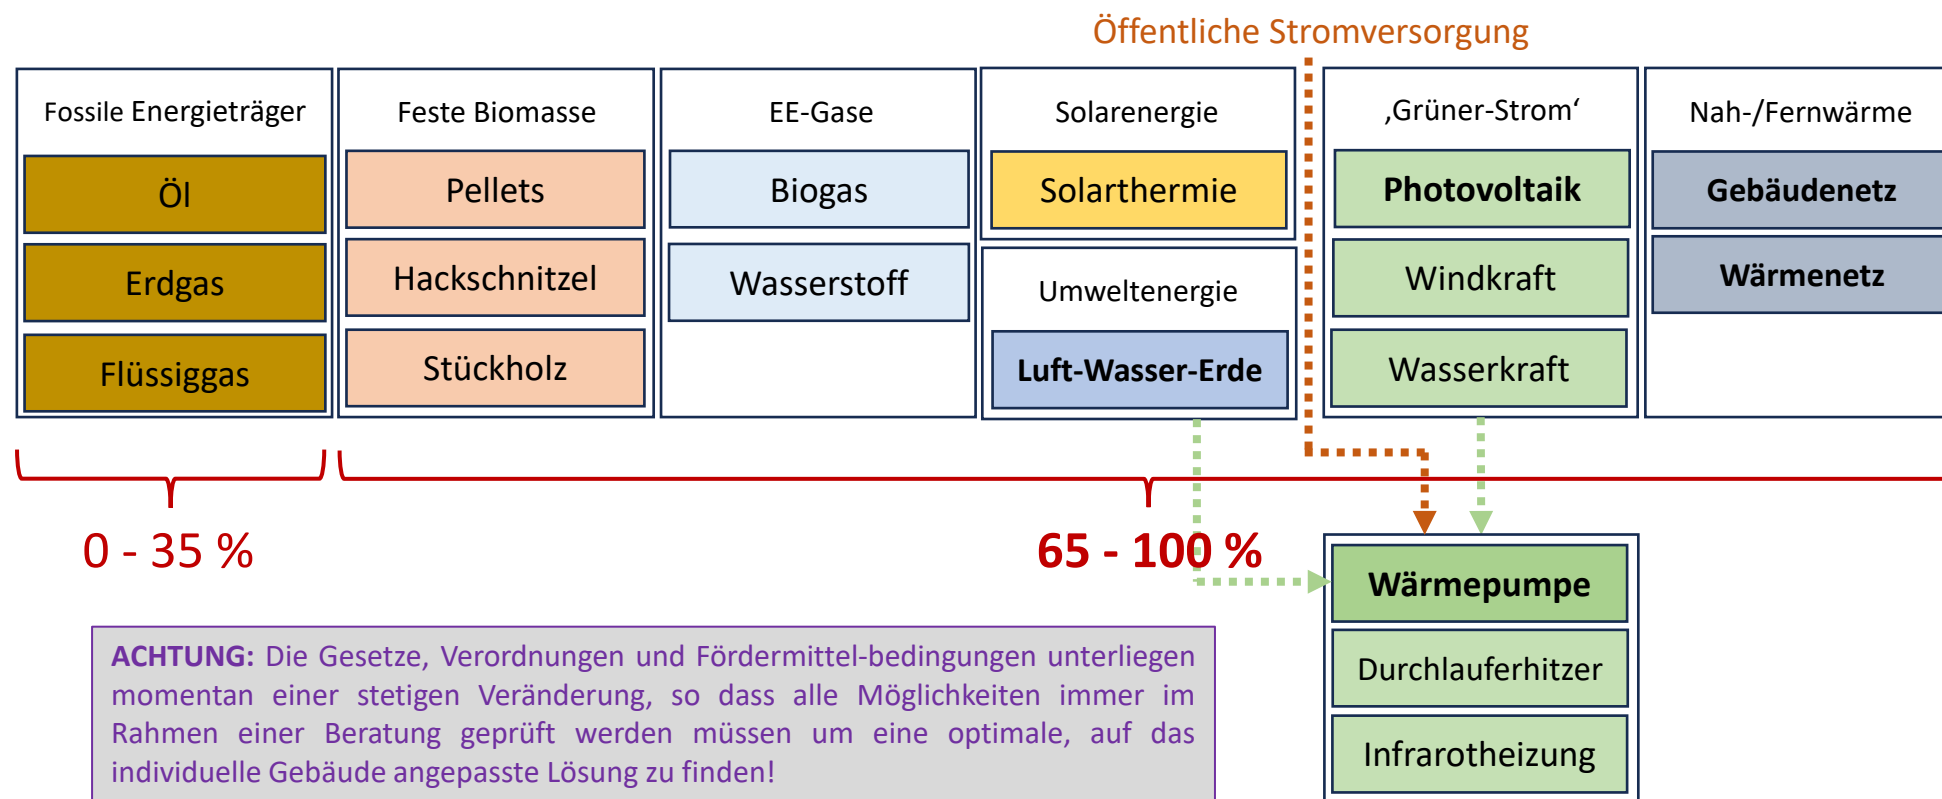 Öffentliche Stromversorgung
Fossile Energieträger
Öl
Erdgas
Flüssiggas
Feste Biomasse
Pellets
Hackschnitzel
Stückholz
EE-Gase
Biogas
Wasserstoff
Solarenergie
Solarthermie
Umweltenergie
Luft-Wasser-Erde
‚Grüner-Strom‘
Photovoltaik
Windkraft
Wasserkraft
Nah-/Fernwärme
Gebäudenetz
Wärmenetz
0 - 35 %
65 - 100 %
Wärmepumpe
Durchlauferhitzer
Infrarotheizung
ACHTUNG: Die Gesetze, Verordnungen und Fördermittel-bedingungen unterliegen
momentan einer stetigen Veränderung, so dass alle Möglichkeiten immer im
Rahmen einer Beratung geprüft werden müssen um eine optimale, auf das
individuelle Gebäude angepasste Lösung zu finden!